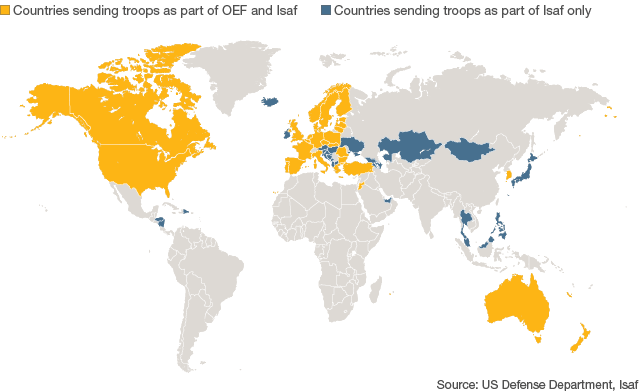 Countries sending troops as part of OEF and Isaf
Countries sending troops as part of Isaf only
Source: US Defense Department, Isaf